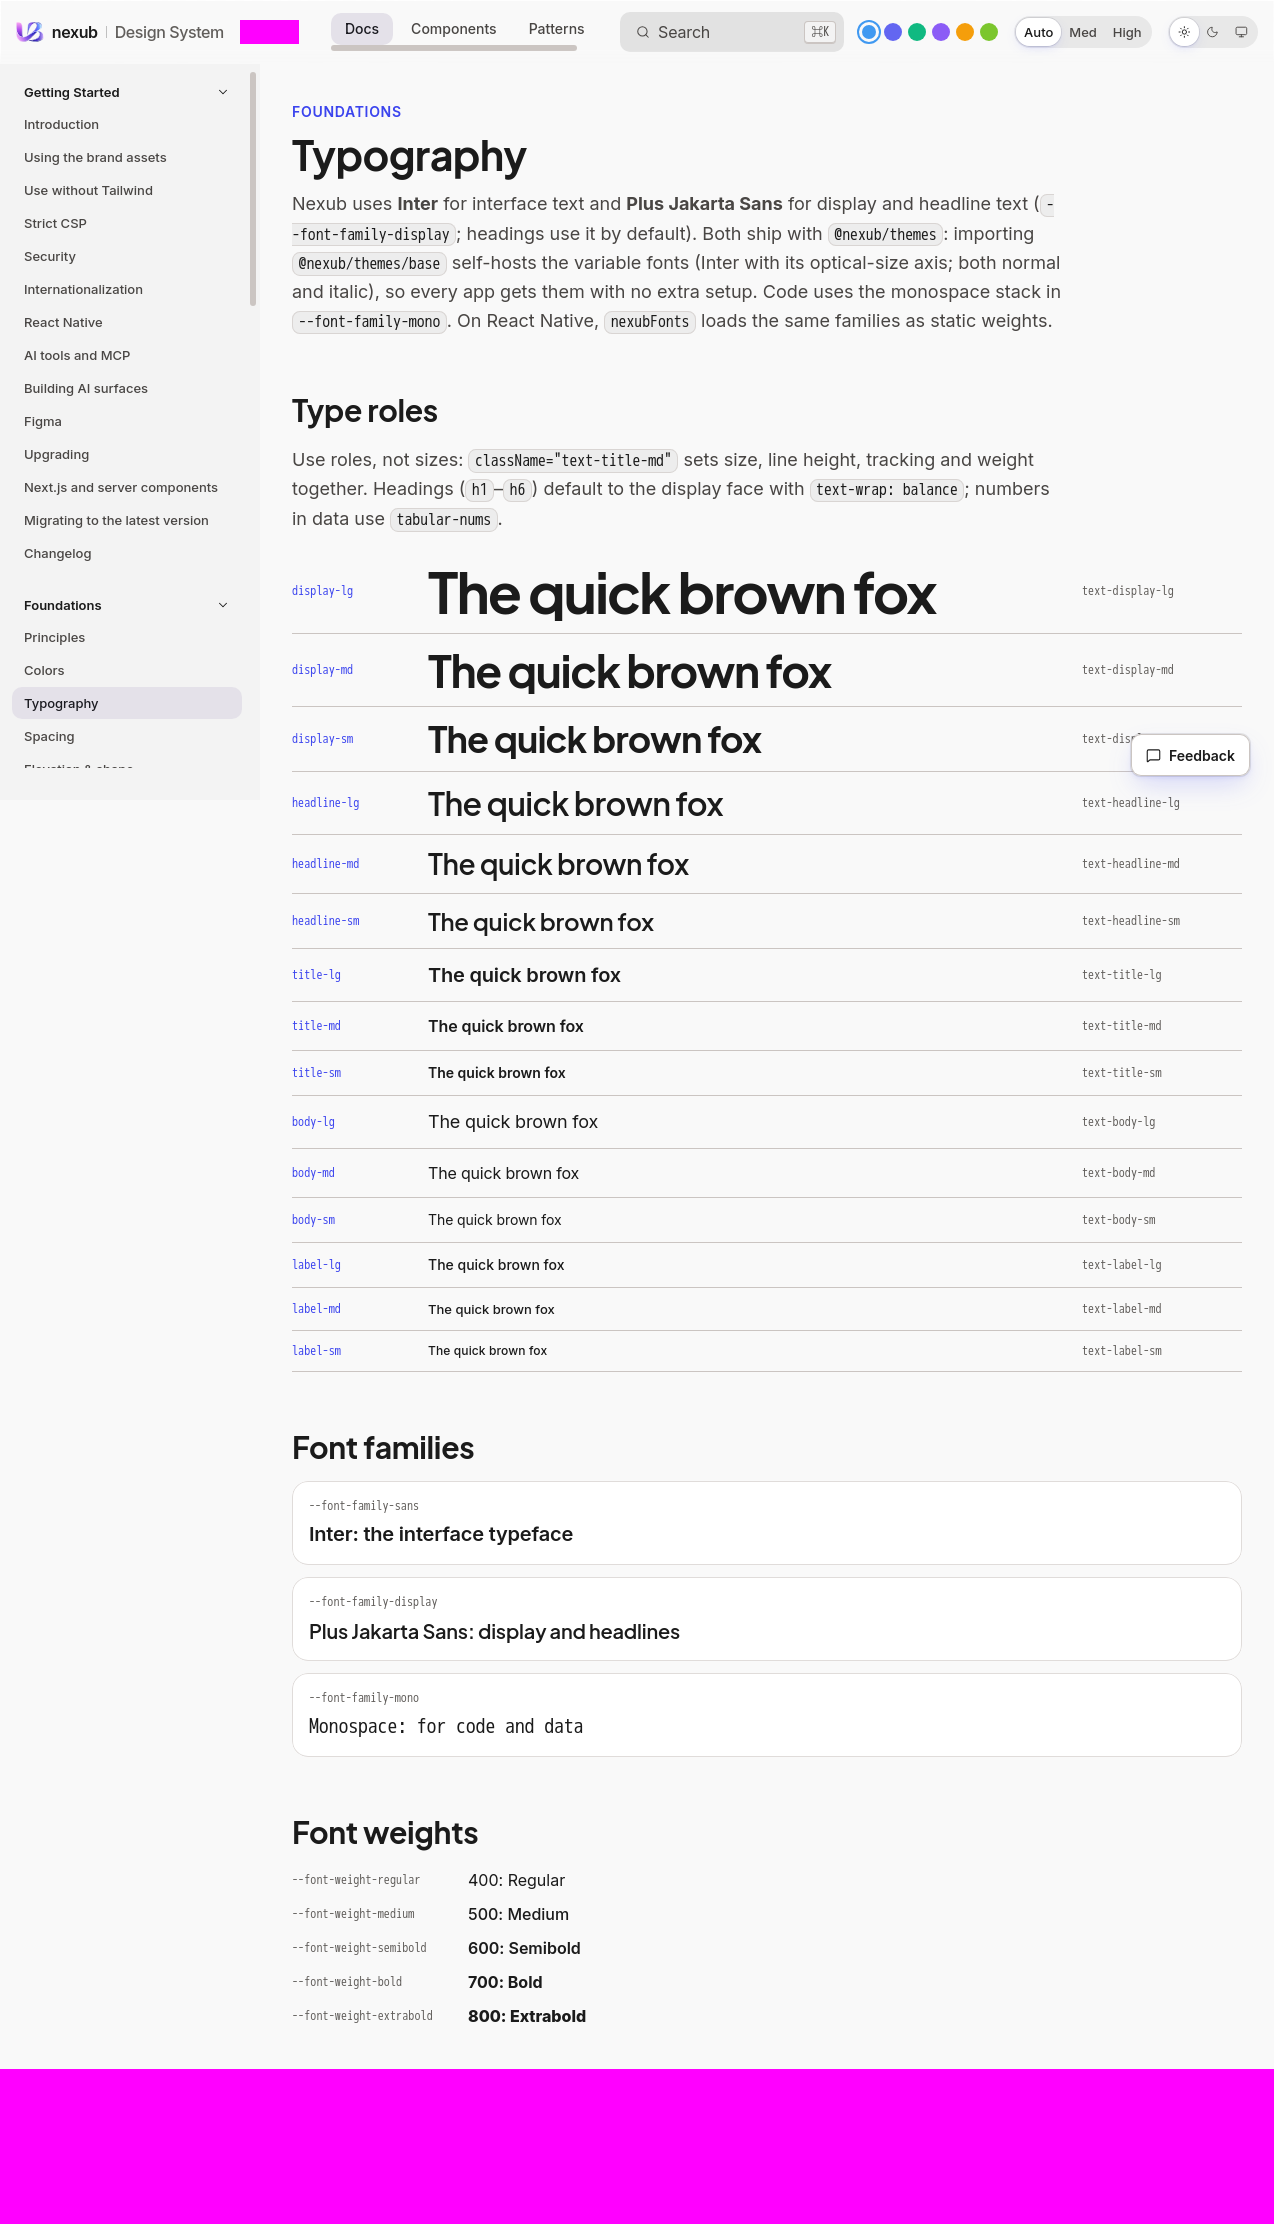 nexub Design System
Docs Components Patterns
Search ⌘K
Auto Med High
Getting Started
Introduction
Using the brand assets
Use without Tailwind
Strict CSP
Security
Internationalization
React Native
AI tools and MCP
Building AI surfaces
Figma
Upgrading
Next.js and server components
Migrating to the latest version
Changelog
Foundations
Principles
Colors
Typography
Spacing
Elevation & shape
FOUNDATIONS
Typography
Nexub uses Inter for interface text and Plus Jakarta Sans for display and headline text (-
-font-family-display; headings use it by default). Both ship with @nexub/themes: importing
@nexub/themes/base self-hosts the variable fonts (Inter with its optical-size axis; both normal
and italic), so every app gets them with no extra setup. Code uses the monospace stack in
--font-family-mono. On React Native, nexubFonts loads the same families as static weights.
Type roles
Use roles, not sizes: className="text-title-md" sets size, line height, tracking and weight
together. Headings (h1–h6) default to the display face with text-wrap: balance; numbers
in data use tabular-nums.
display-lg The quick brown fox text-display-lg
display-md The quick brown fox text-display-md
display-sm The quick brown fox
Feedback
headline-lg The quick brown fox text-headline-lg
headline-md The quick brown fox text-headline-md
headline-sm The quick brown fox text-headline-sm
title-lg The quick brown fox text-title-lg
title-md The quick brown fox text-title-md
title-sm The quick brown fox text-title-sm
body-lg The quick brown fox text-body-lg
body-md The quick brown fox text-body-md
body-sm The quick brown fox text-body-sm
label-lg The quick brown fox text-label-lg
label-md The quick brown fox text-label-md
label-sm The quick brown fox text-label-sm
Font families
--font-family-sans
Inter: the interface typeface
--font-family-display
Plus Jakarta Sans: display and headlines
--font-family-mono
Monospace: for code and data
Font weights
--font-weight-regular 400: Regular
--font-weight-medium 500: Medium
--font-weight-semibold 600: Semibold
--font-weight-bold 700: Bold
--font-weight-extrabold 800: Extrabold